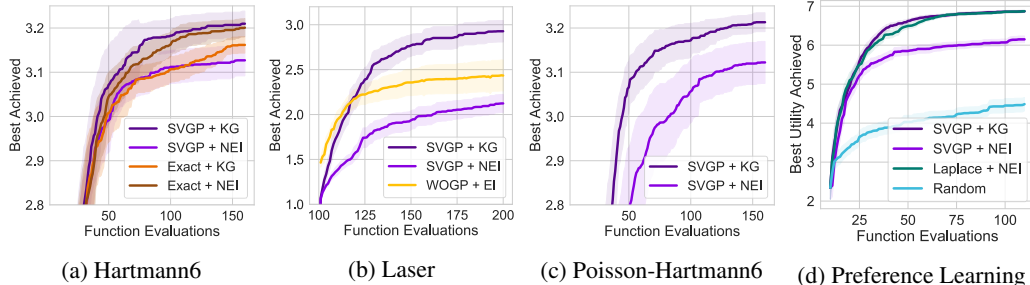 Best Achieved
3.2
3.1
3.0
2.9
2.8
SVGP + KG
SVGP + NEI
Exact + KG
Exact + NEI
50
100
150
Function Evaluations
(a) Hartmann6
Best Achieved
3.0
2.5
2.0
1.5
1.0
SVGP + KG
SVGP + NEI
WOGP + EI
100
125
150
175
200
Function Evaluations
(b) Laser
Best Achieved
3.2
3.1
3.0
2.9
2.8
SVGP + KG
SVGP + NEI
50
100
150
Function Evaluations
(c) Poisson-Hartmann6
Best Utility Achieved
7
6
5
4
3
2
SVGP + KG
SVGP + NEI
Laplace + NEI
Random
25
50
75
100
Function Evaluations
(d) Preference Learning